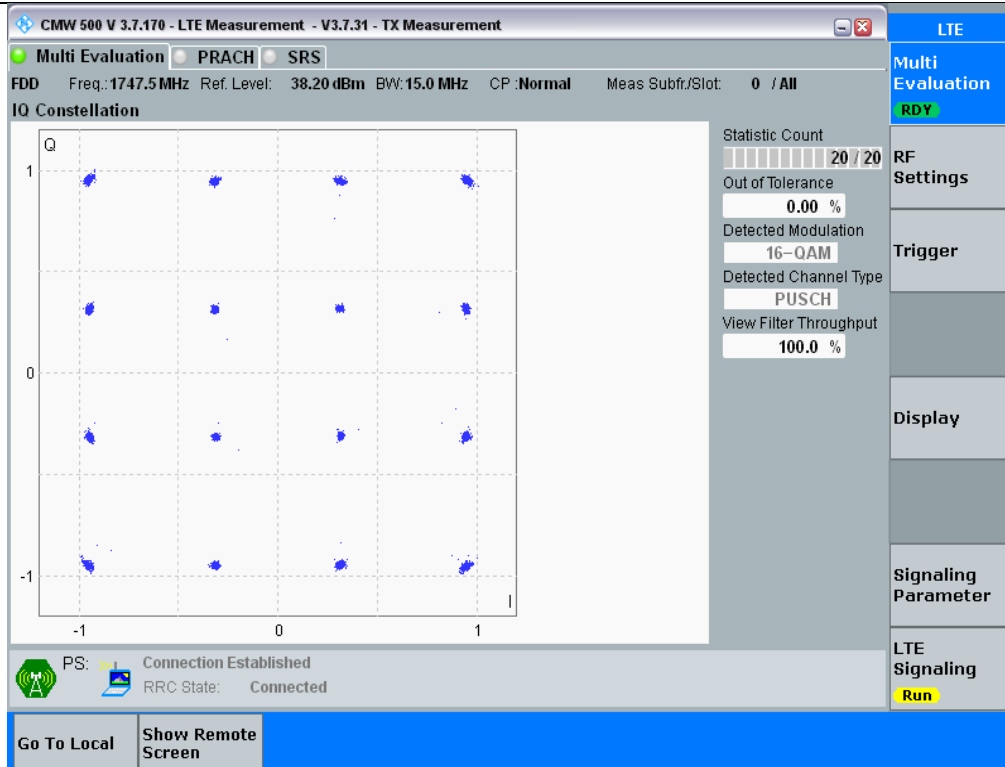 CMW 500 V 3.7.170 - LTE Measurement - V3.7.31 - TX Measurement
LTE
Multi Evaluation PRACH SRS
FDD Freq.:1747.5 MHz Ref. Level: 38.20 dBm BW:15.0 MHz CP :Normal Meas Subfr./Slot: 0 / All
IQ Constellation
Q
1
0
-1
-1 0 1
I
Statistic Count
20 / 20
Out of Tolerance
0.00 %
Detected Modulation
16-QAM
Detected Channel Type
PUSCH
View Filter Throughput
100.0 %
Multi
Evaluation
RDY
RF
Settings
Trigger
Display
Signaling
Parameter
LTE
Signaling
Run
PS: Connection Established
RRC State: Connected
Go To Local
Show Remote
Screen